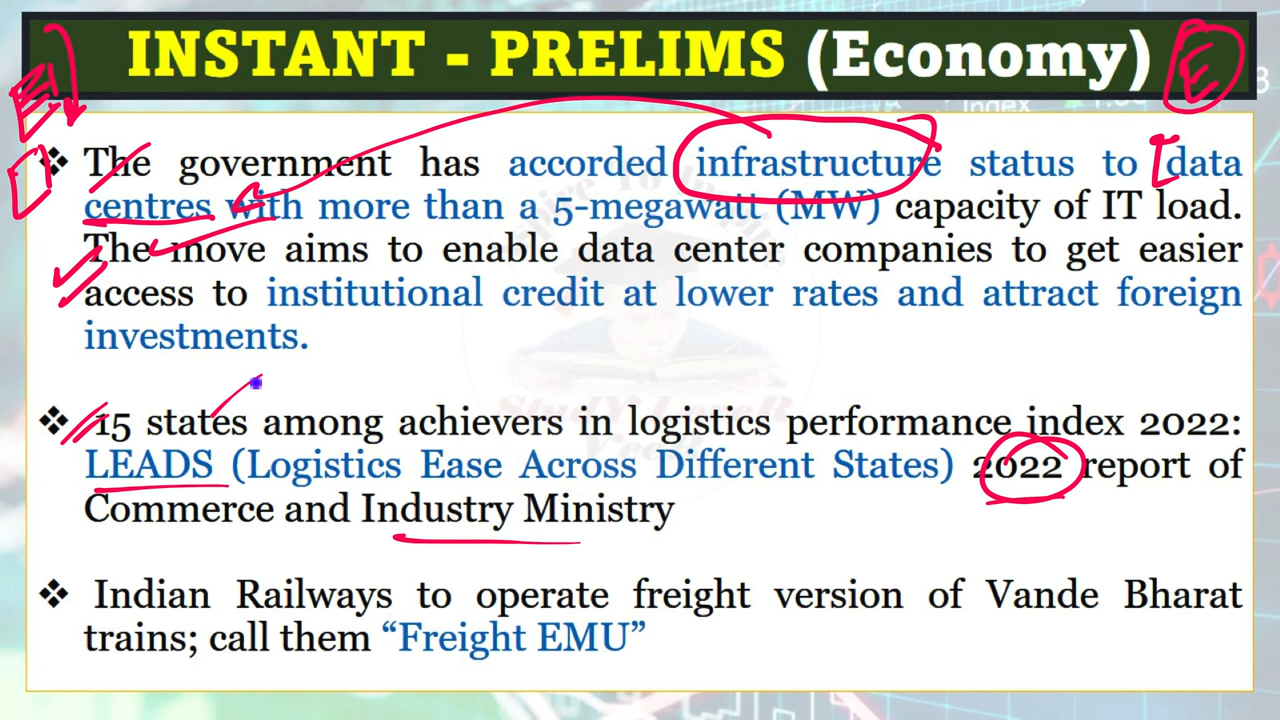 INSTANT - PRELIMS (Economy)
E
Index
❖ The government has accorded infrastructure status to data
centres with more than a 5-megawatt (MW) capacity of IT load.
The move aims to enable data center companies to get easier
access to institutional credit at lower rates and attract foreign
investments.
❖ 15 states among achievers in logistics performance index 2022:
LEADS (Logistics Ease Across Different States) 2022 report of
Commerce and Industry Ministry
❖ Indian Railways to operate freight version of Vande Bharat
trains; call them “Freight EMU”